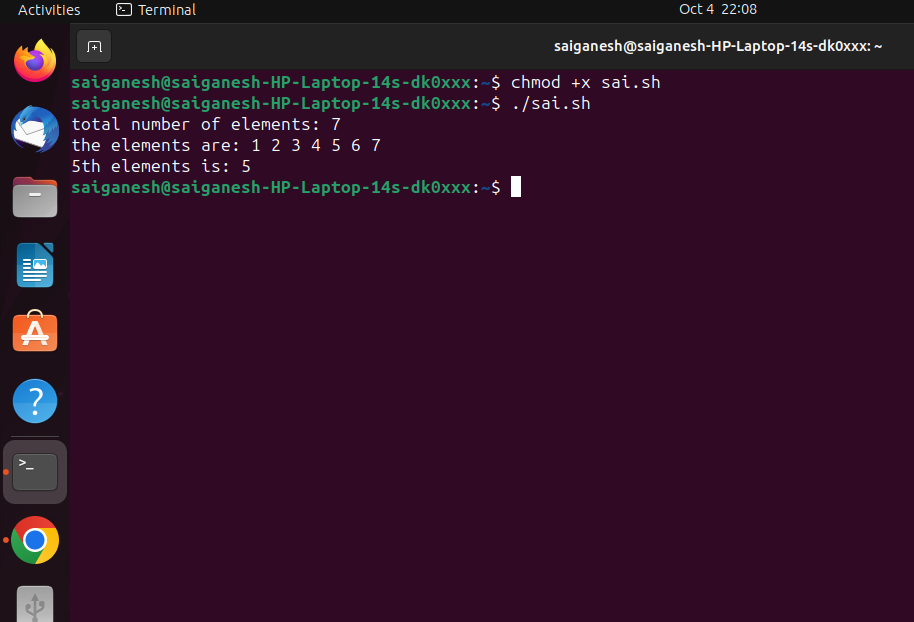 Activities
Terminal
Oct 4 22:08
saiganesh@saiganesh-HP-Laptop-14s-dk0xxx: ~
saiganesh@saiganesh-HP-Laptop-14s-dk0xxx:~$ chmod +x sai.sh
saiganesh@saiganesh-HP-Laptop-14s-dk0xxx:~$ ./sai.sh
total number of elements: 7
the elements are: 1 2 3 4 5 6 7
5th elements is: 5
saiganesh@saiganesh-HP-Laptop-14s-dk0xxx:~$